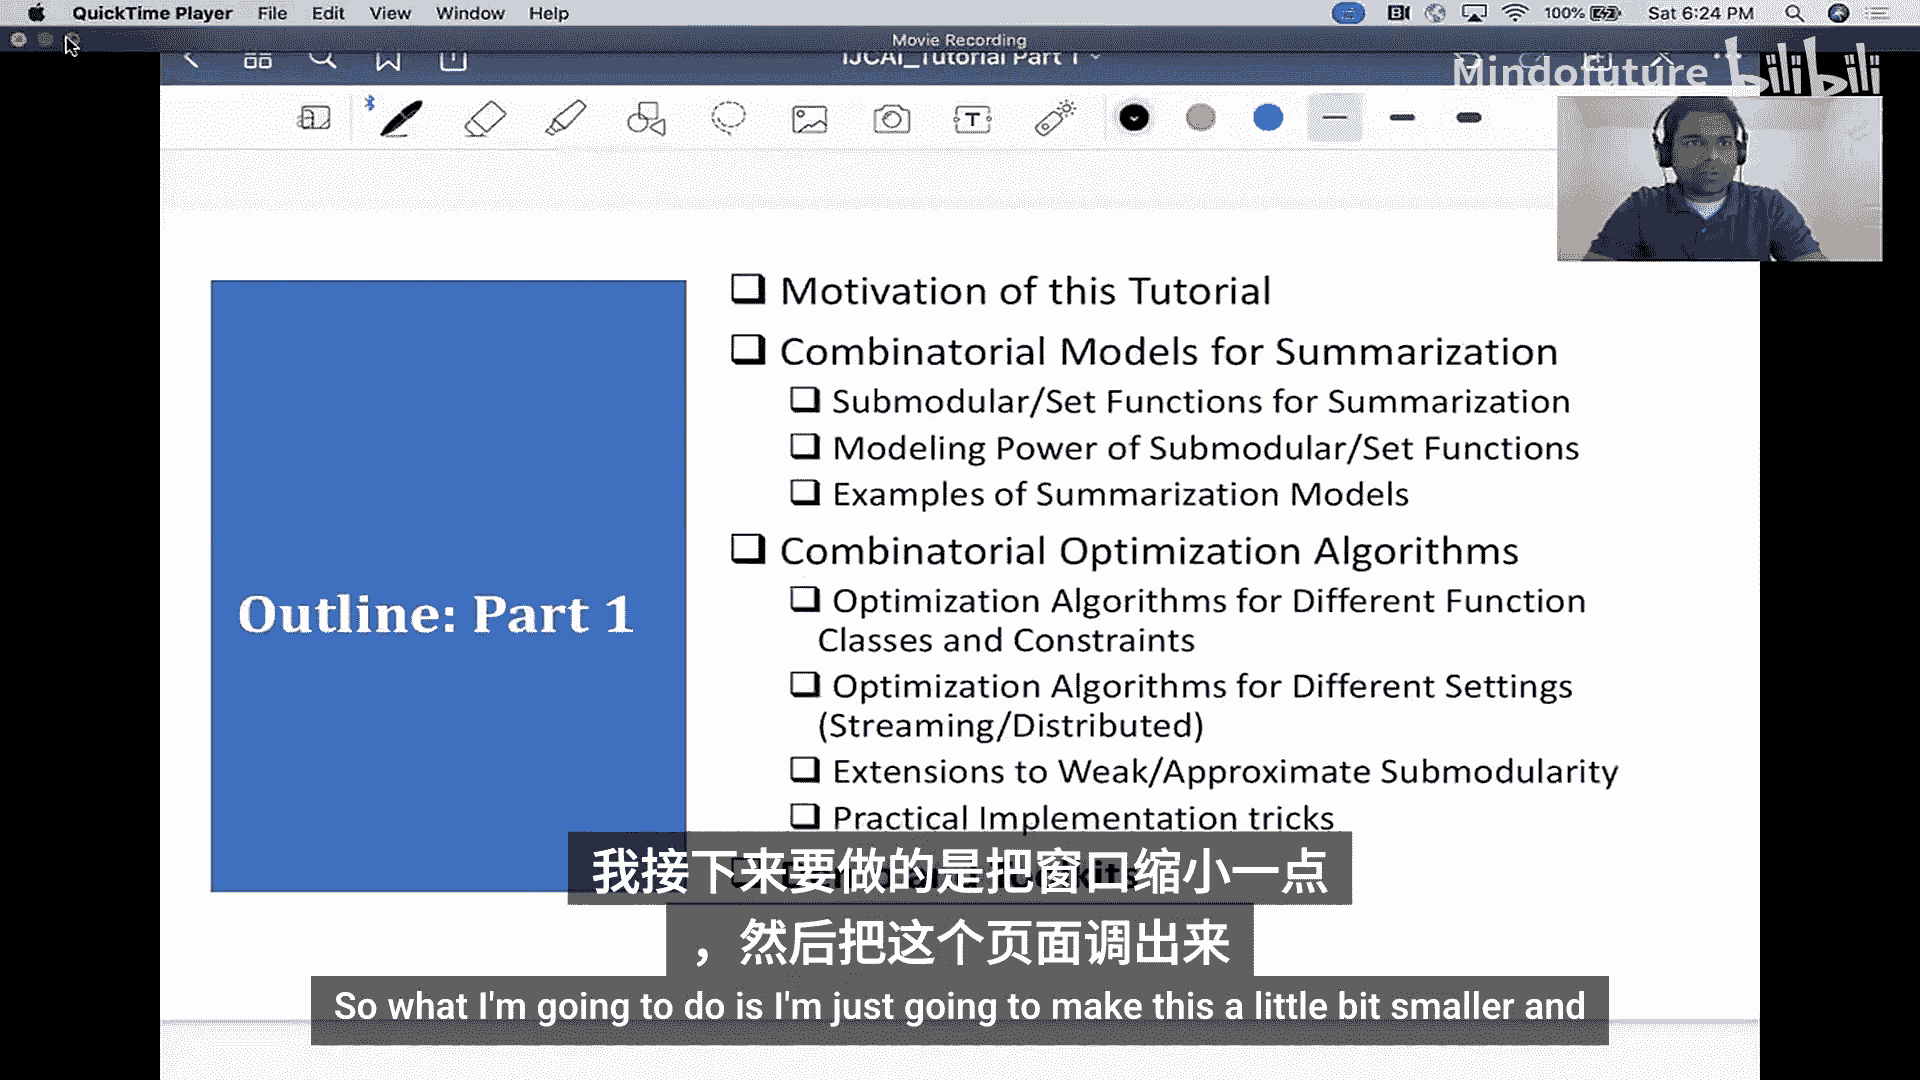 QuickTime Player File Edit View Window Help 100% Sat 6:24 PM
Movie Recording
IJCAI_Tutorial Part 1
Mindofuture bilibili
T
Outline: Part 1
Motivation of this Tutorial
Combinatorial Models for Summarization
Submodular/Set Functions for Summarization
Modeling Power of Submodular/Set Functions
Examples of Summarization Models
Combinatorial Optimization Algorithms
Optimization Algorithms for Different Function
Classes and Constraints
Optimization Algorithms for Different Settings
(Streaming/Distributed)
Extensions to Weak/Approximate Submodularity
Practical Implementation tricks
我接下来要做的是把窗口缩小一点
，然后把这个页面调出来
So what I'm going to do is I'm just going to make this a little bit smaller and